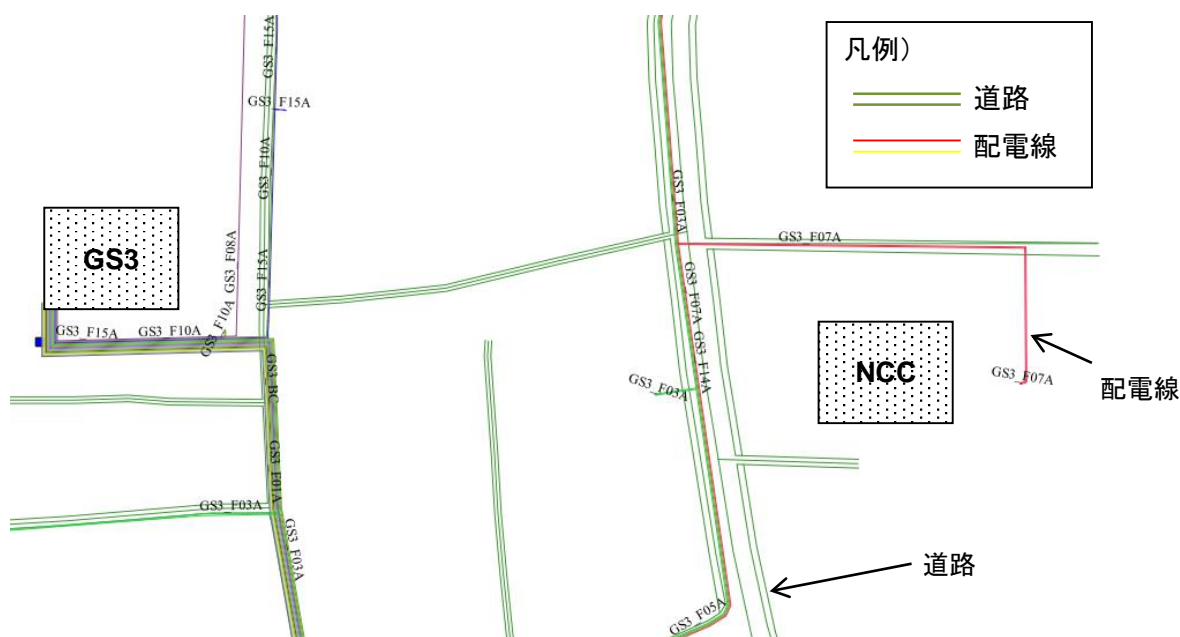 GS3_F15A
GS3_F15A
GS3_F10A
GS3_F08A
GS3_F15A
GS3
GS3_F15A
GS3_F10A
GS3_F10A
GS3_BC
GS3_F01A
GS3_F03A
GS3_F03A
凡例）
道路
配電線
GS3_F03A
GS3_F07A
GS3_F07A
GS3_F14A
GS3_F03A
NCC
GS3_F07A
配電線
道路
GS3_F05A